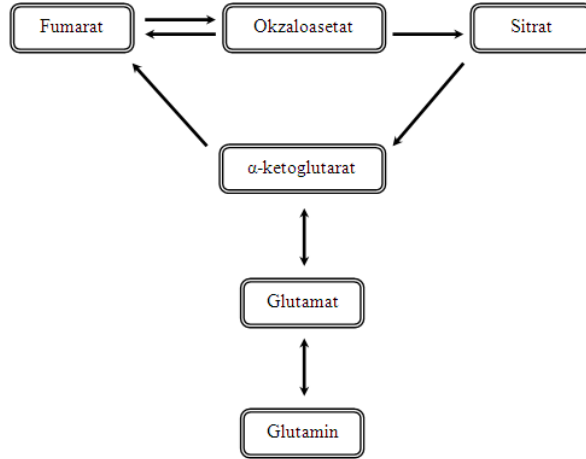 Fumarat
Okzaloasetat
Sitrat
α-ketoglutarat
Glutamat
Glutamin